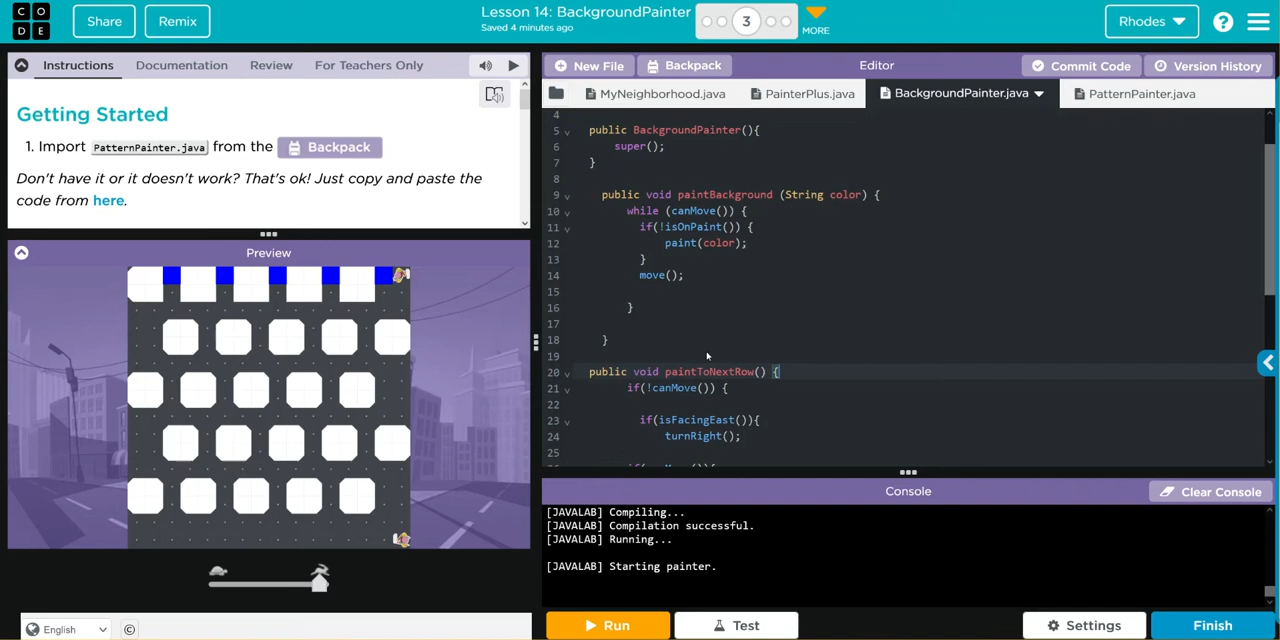 C O
D E
Share
Remix
Lesson 14: BackgroundPainter
Saved 4 minutes ago
3
MORE
Rhodes
?
Instructions
Documentation
Review
For Teachers Only
New File
Backpack
Editor
Commit Code
Version History
MyNeighborhood.java
PainterPlus.java
BackgroundPainter.java
PatternPainter.java
Getting Started
1. Import PatternPainter.java from the Backpack
Don't have it or it doesn't work? That's ok! Just copy and paste the
code from here.
Preview
4
5 public BackgroundPainter(){
6 super();
7 }
8
9 public void paintBackground (String color) {
10 while (canMove()) {
11 if(!isOnPaint()) {
12 paint(color);
13 }
14 move();
15
16 }
17
18 }
19
20 public void paintToNextRow() {
21 if(!canMove()) {
22
23 if(isFacingEast()){
24 turnRight();
25
Console
Clear Console
[JAVALAB] Compiling...
[JAVALAB] Compilation successful.
[JAVALAB] Running...
[JAVALAB] Starting painter.
English
©
Run
Test
Settings
Finish